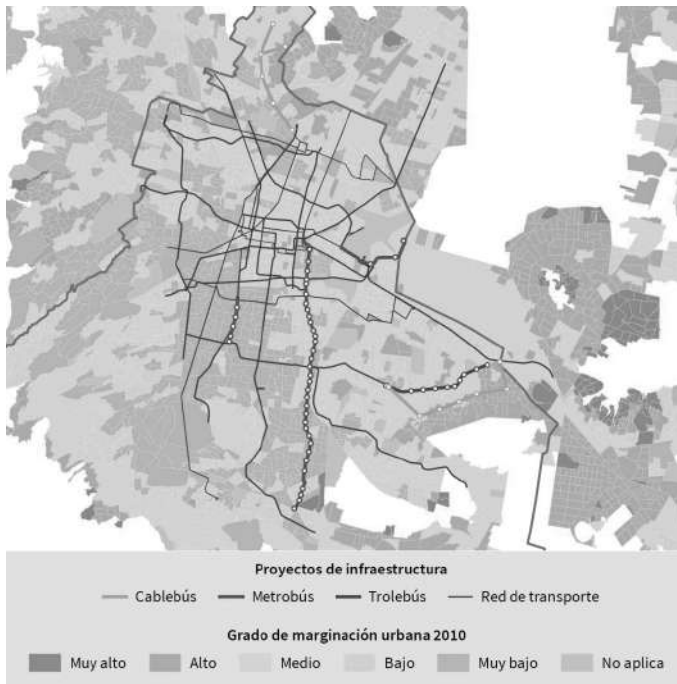 Proyectos de infraestructura
Cablebús Metrobús Trolebús Red de transporte
Grado de marginación urbana 2010
Muy alto Alto Medio Bajo Muy bajo No aplica